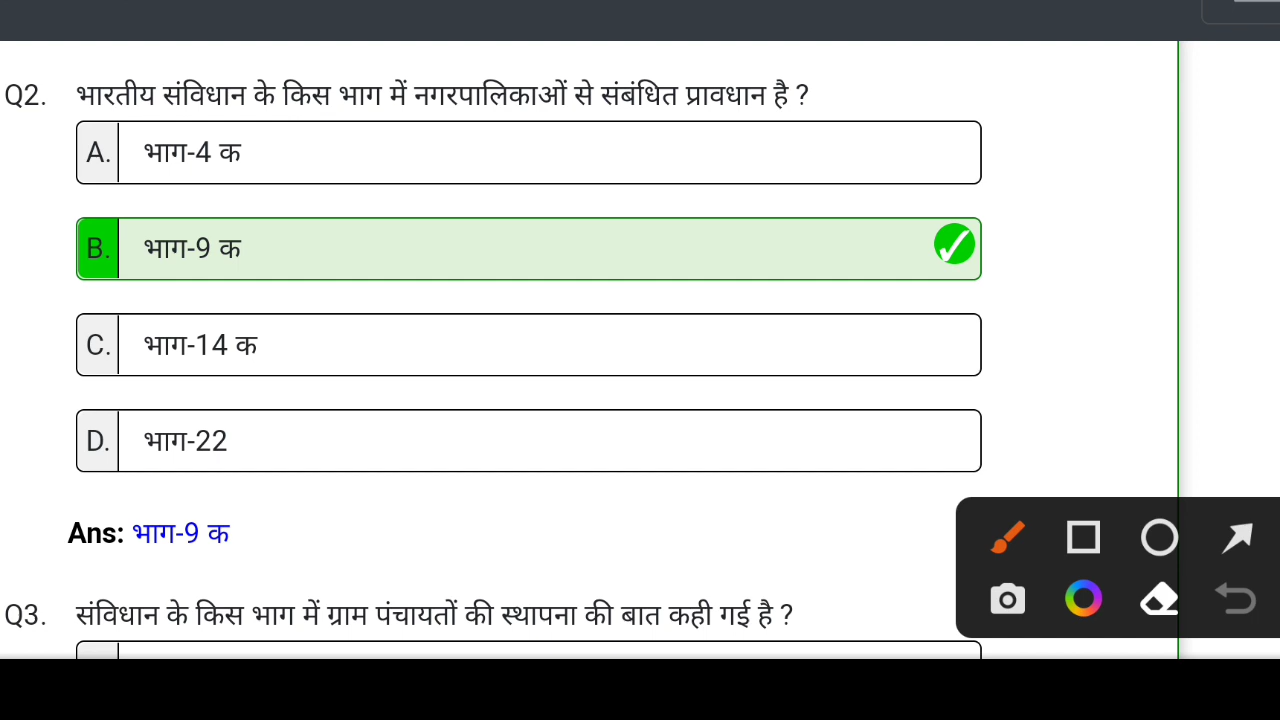 Q2. भारतीय संविधान के किस भाग में नगरपालिकाओं से संबंधित प्रावधान है ?
A. भाग-4 क
B. भाग-9 क
C. भाग-14 क
D. भाग-22
Ans: भाग-9 क
Q3. संविधान के किस भाग में ग्राम पंचायतों की स्थापना की बात कही गई है ?